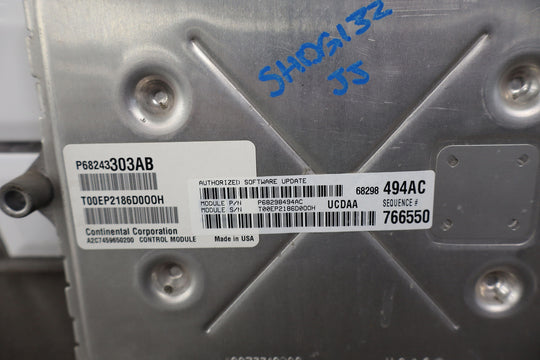 SHDG132
JJ
P68243303AB
T00EP2186D000H
Continental Corporation
A2C7459650200 CONTROL MODULE
Made in USA
AUTHORIZED SOFTWARE UPDATE
68298 494AC
MODULE P/N P68298494AC
MODULE S/N T00EP2186D000H
UCDAA
SEQUENCE #
766550